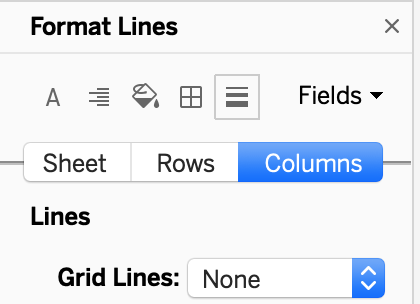 Format Lines ×
A Fields
Sheet Rows Columns
Lines
Grid Lines: None